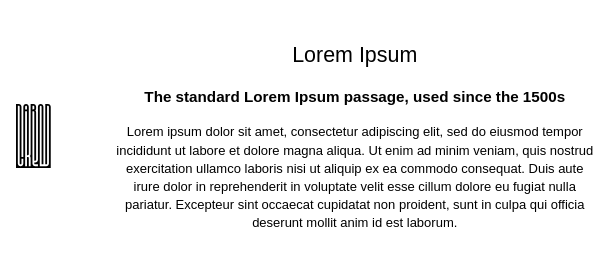 Lorem Ipsum
The standard Lorem Ipsum passage, used since the 1500s
Lorem ipsum dolor sit amet, consectetur adipiscing elit, sed do eiusmod tempor
incididunt ut labore et dolore magna aliqua. Ut enim ad minim veniam, quis nostrud
exercitation ullamco laboris nisi ut aliquip ex ea commodo consequat. Duis aute
irure dolor in reprehenderit in voluptate velit esse cillum dolore eu fugiat nulla
pariatur. Excepteur sint occaecat cupidatat non proident, sunt in culpa qui officia
deserunt mollit anim id est laborum.